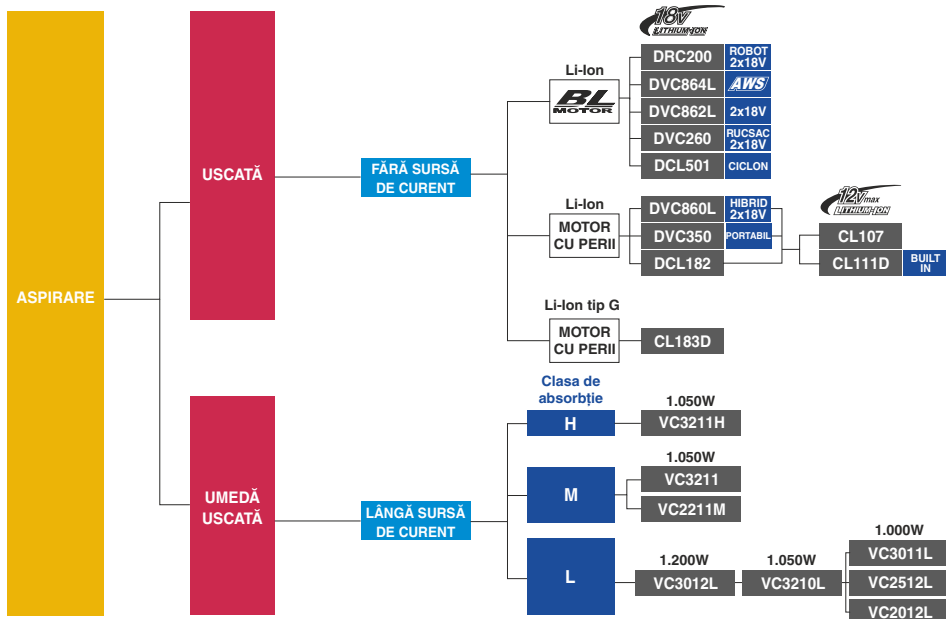 ASPIRARE
USCATĂ
FĂRĂ SURSĂ
DE CURENT
Li-Ion
BL
MOTOR
18V
LITHIUM-ION
DRC200
ROBOT
2x18V
DVC864L
AWS
DVC862L
2x18V
DVC260
RUCSAC
2x18V
DCL501
CICLON
Li-Ion
MOTOR
CU PERII
DVC860L
HIBRID
2x18V
DVC350
PORTABIL
DCL182
12Vmax
LITHIUM-ION
CL107
CL111D
BUILT
IN
Li-Ion tip G
MOTOR
CU PERII
CL183D
UMEDĂ
USCATĂ
LÂNGĂ SURSĂ
DE CURENT
Clasa de
absorbție
H
1.050W
VC3211H
M
1.050W
VC3211
VC2211M
L
1.200W
VC3012L
1.050W
VC3210L
1.000W
VC3011L
VC2512L
VC2012L